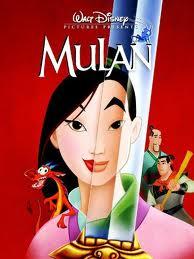 WALT DISNEY
PICTURES PRESENTS
MULAN